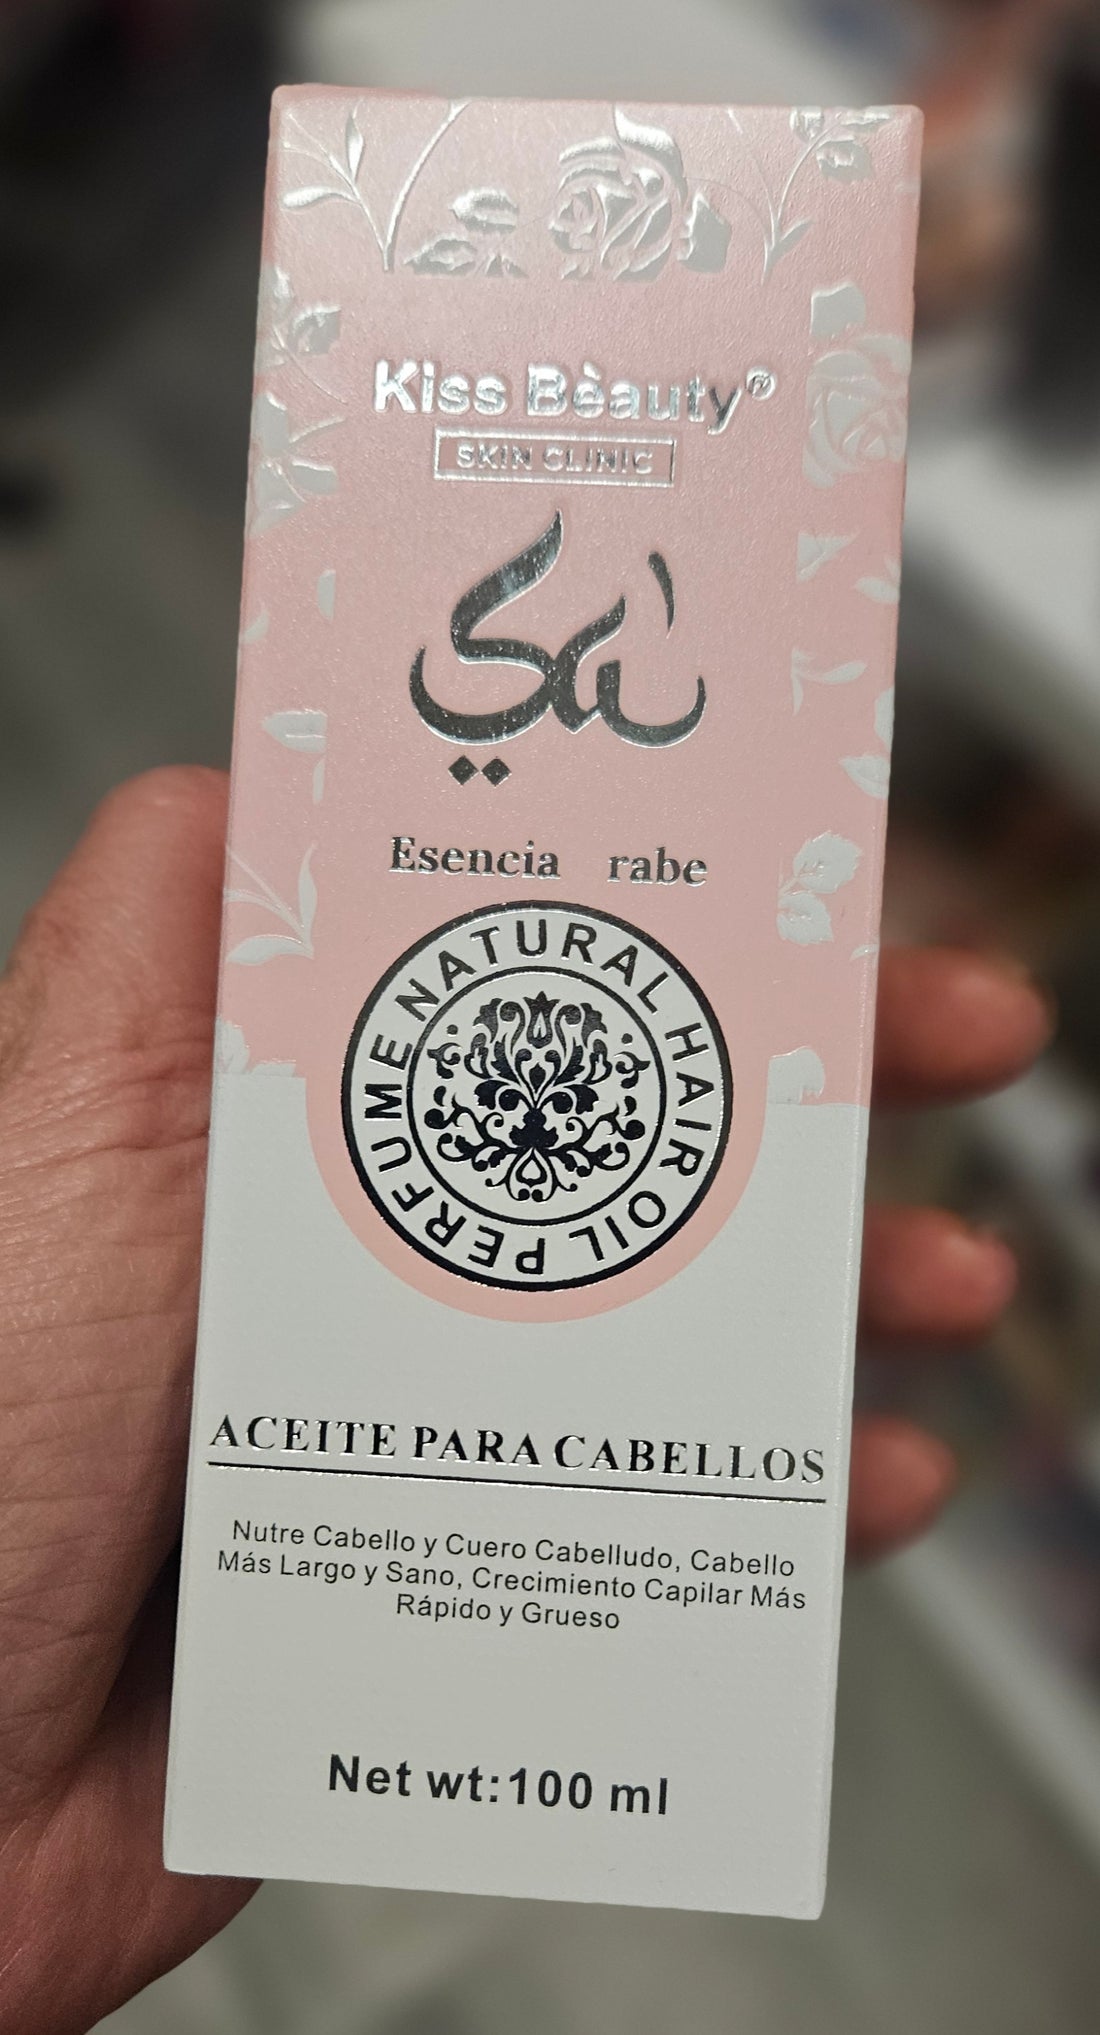 Kiss Bèauty®
SKIN CLINIC
Esencia rabe
NATURAL HAIR OIL PERFUME
ACEITE PARA CABELLOS
Nutre Cabello y Cuero Cabelludo, Cabello
Más Largo y Sano, Crecimiento Capilar Más
Rápido y Grueso
Net wt:100 ml